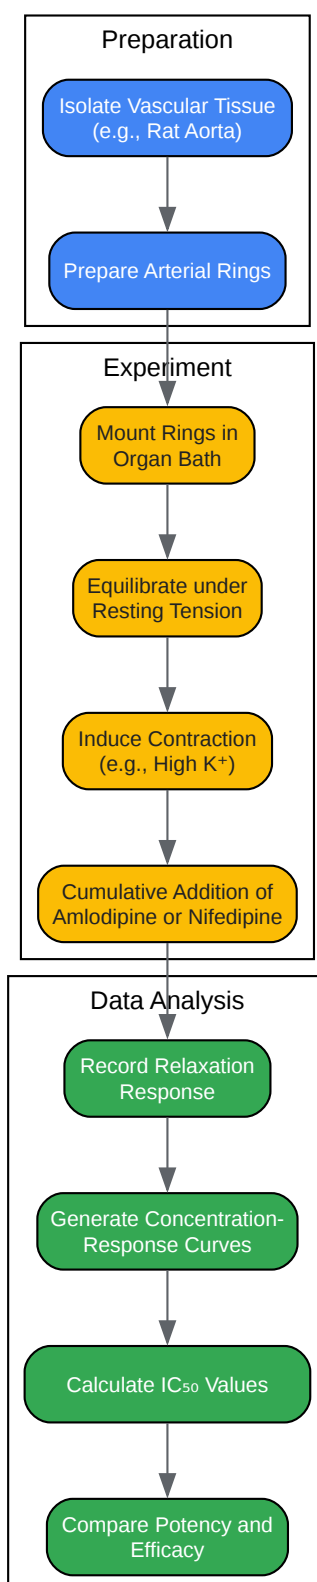 Preparation
Isolate Vascular Tissue
(e.g., Rat Aorta)
Prepare Arterial Rings
Experiment
Mount Rings in
Organ Bath
Equilibrate under
Resting Tension
Induce Contraction
(e.g., High K⁺)
Cumulative Addition of
Amlodipine or Nifedipine
Data Analysis
Record Relaxation
Response
Generate Concentration-
Response Curves
Calculate IC₅₀ Values
Compare Potency and
Efficacy